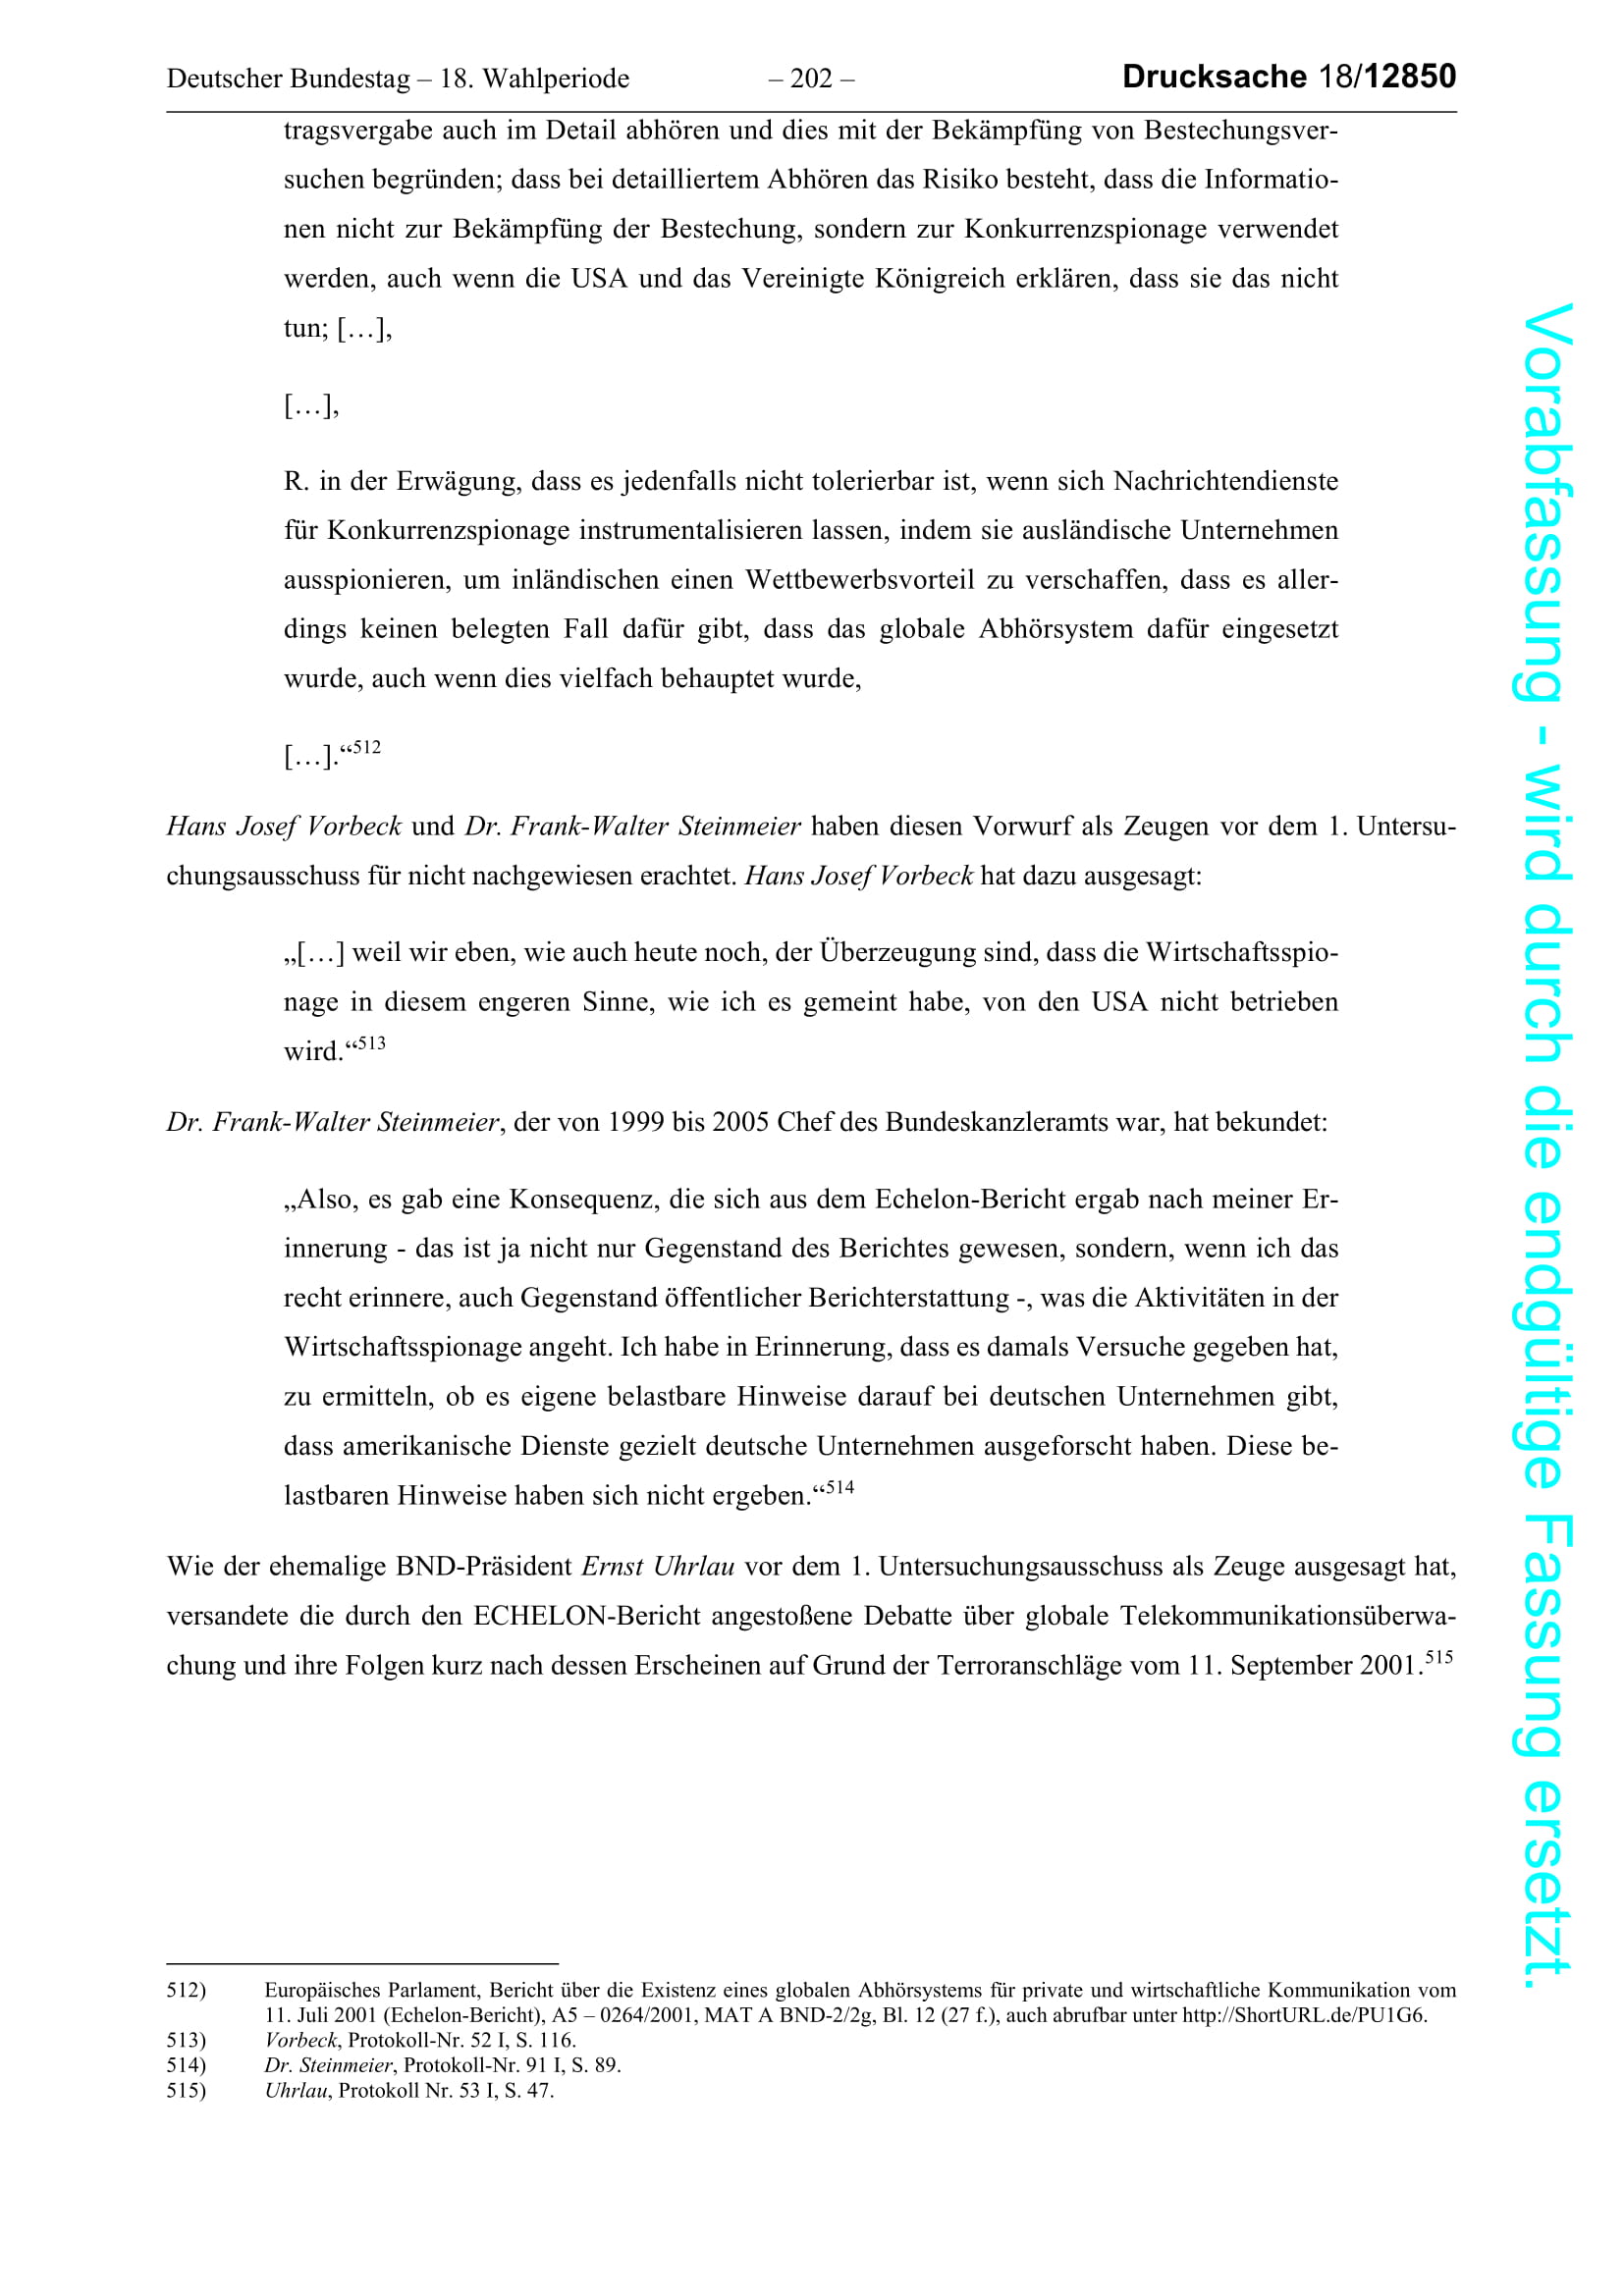 Deutscher Bundestag – 18. Wahlperiode – 202 – Drucksache 18/12850
tragsvergabe auch im Detail abhören und dies mit der Bekämpfüng von Bestechungsver-
suchen begründen; dass bei detailliertem Abhören das Risiko besteht, dass die Informatio-
nen nicht zur Bekämpfüng der Bestechung, sondern zur Konkurrenzspionage verwendet
werden, auch wenn die USA und das Vereinigte Königreich erklären, dass sie das nicht
tun; […],
[…],
R. in der Erwägung, dass es jedenfalls nicht tolerierbar ist, wenn sich Nachrichtendienste
für Konkurrenzspionage instrumentalisieren lassen, indem sie ausländische Unternehmen
ausspionieren, um inländischen einen Wettbewerbsvorteil zu verschaffen, dass es aller-
dings keinen belegten Fall dafür gibt, dass das globale Abhörsystem dafür eingesetzt
wurde, auch wenn dies vielfach behauptet wurde,
[…].“512
Hans Josef Vorbeck und Dr. Frank-Walter Steinmeier haben diesen Vorwurf als Zeugen vor dem 1. Untersu-
chungsausschuss für nicht nachgewiesen erachtet. Hans Josef Vorbeck hat dazu ausgesagt:
„[…] weil wir eben, wie auch heute noch, der Überzeugung sind, dass die Wirtschaftsspio-
nage in diesem engeren Sinne, wie ich es gemeint habe, von den USA nicht betrieben
wird.“513
Dr. Frank-Walter Steinmeier, der von 1999 bis 2005 Chef des Bundeskanzleramts war, hat bekundet:
„Also, es gab eine Konsequenz, die sich aus dem Echelon-Bericht ergab nach meiner Er-
innerung - das ist ja nicht nur Gegenstand des Berichtes gewesen, sondern, wenn ich das
recht erinnere, auch Gegenstand öffentlicher Berichterstattung -, was die Aktivitäten in der
Wirtschaftsspionage angeht. Ich habe in Erinnerung, dass es damals Versuche gegeben hat,
zu ermitteln, ob es eigene belastbare Hinweise darauf bei deutschen Unternehmen gibt,
dass amerikanische Dienste gezielt deutsche Unternehmen ausgeforscht haben. Diese be-
lastbaren Hinweise haben sich nicht ergeben.“514
Wie der ehemalige BND-Präsident Ernst Uhrlau vor dem 1. Untersuchungsausschuss als Zeuge ausgesagt hat,
versandete die durch den ECHELON-Bericht angestoßene Debatte über globale Telekommunikationsüberwa-
chung und ihre Folgen kurz nach dessen Erscheinen auf Grund der Terroranschläge vom 11. September 2001.515
512) Europäisches Parlament, Bericht über die Existenz eines globalen Abhörsystems für private und wirtschaftliche Kommunikation vom
11. Juli 2001 (Echelon-Bericht), A5 – 0264/2001, MAT A BND-2/2g, Bl. 12 (27 f.), auch abrufbar unter http://ShortURL.de/PU1G6.
513) Vorbeck, Protokoll-Nr. 52 I, S. 116.
514) Dr. Steinmeier, Protokoll-Nr. 91 I, S. 89.
515) Uhrlau, Protokoll Nr. 53 I, S. 47.
Vorabfassung - wird durch die endgültige Fassung ersetzt.